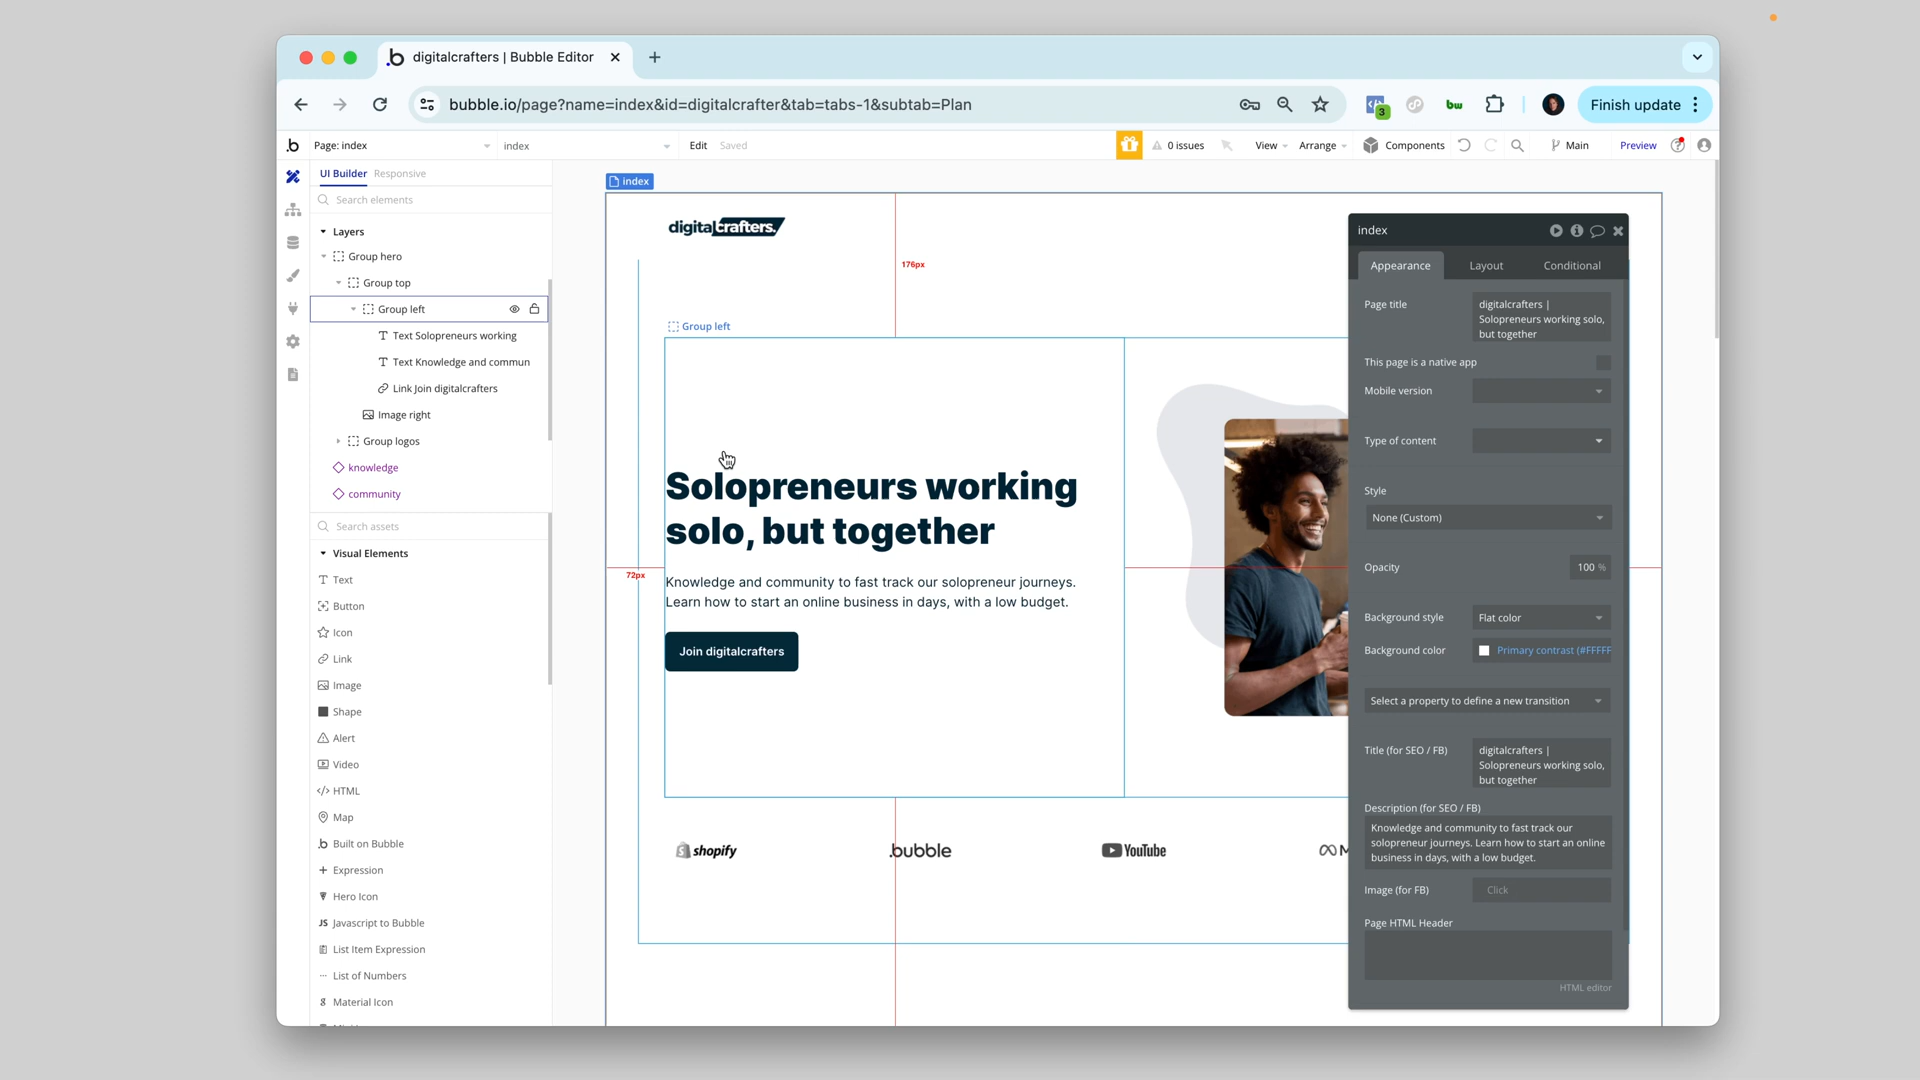 digitalcrafters | Bubble Editor
bubble.io/page?name=index&id=digitalcrafter&tab=tabs-1&subtab=Plan
3
bw
Finish update
Page: index
index
Edit
Saved
0 issues
View
Arrange
Components
Main
Preview
UI Builder
Responsive
Search elements
Layers
Group hero
Group top
Group left
Text Solopreneurs working
Text Knowledge and commun
Link Join digitalcrafters
Image right
Group logos
knowledge
community
Search assets
Visual Elements
Text
Button
Icon
Link
Image
Shape
Alert
Video
HTML
Map
Built on Bubble
Expression
Hero Icon
JS Javascript to Bubble
List Item Expression
List of Numbers
Material Icon
index
digitalcrafters.
176px
Group left
Solopreneurs working
solo, but together
72px
Knowledge and community to fast track our solopreneur journeys.
Learn how to start an online business in days, with a low budget.
Join digitalcrafters
shopify
.bubble
YouTube
M
index
Appearance
Layout
Conditional
Page title
digitalcrafters |
Solopreneurs working solo,
but together
This page is a native app
Mobile version
Type of content
Style
None (Custom)
Opacity
100 %
Background style
Flat color
Background color
Primary contrast (#FFFFF
Select a property to define a new transition
Title (for SEO / FB)
digitalcrafters |
Solopreneurs working solo,
but together
Description (for SEO / FB)
Knowledge and community to fast track our
solopreneur journeys. Learn how to start an online
business in days, with a low budget.
Image (for FB)
Click
Page HTML Header
HTML editor